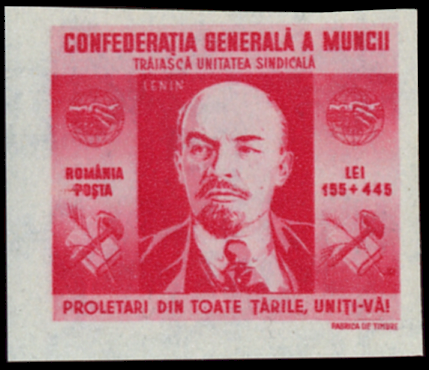 CONFEDERAȚIA GENERALĂ A MUNCII
TRĂIASCĂ UNITATEA SINDICALĂ
LENIN
ROMÂNIA
POȘTA
LEI
155+445
PROLETARI DIN TOATE ȚĂRILE, UNIȚI-VĂ!
FABRICA DE TIMBRE